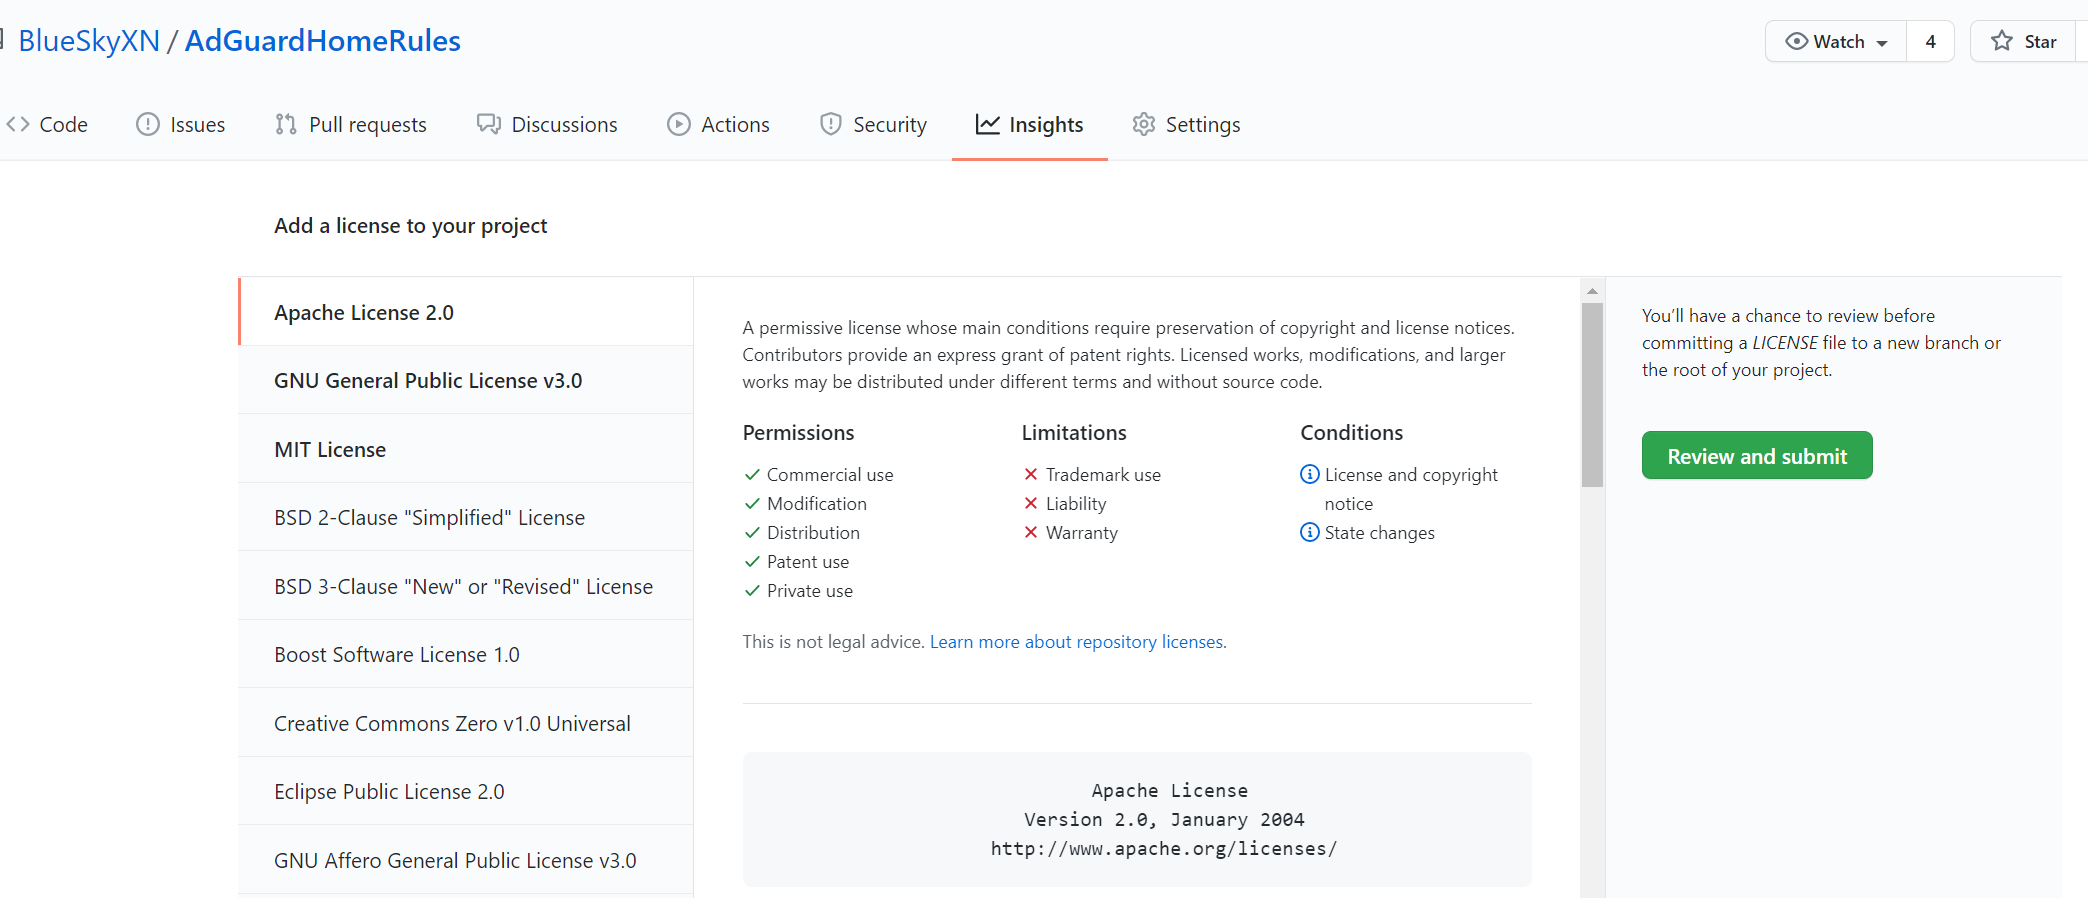 BlueSkyXN / AdGuardHomeRules
Watch 4 Star
Code Issues Pull requests Discussions Actions Security Insights Settings
Add a license to your project
Apache License 2.0
GNU General Public License v3.0
MIT License
BSD 2-Clause "Simplified" License
BSD 3-Clause "New" or "Revised" License
Boost Software License 1.0
Creative Commons Zero v1.0 Universal
Eclipse Public License 2.0
GNU Affero General Public License v3.0
A permissive license whose main conditions require preservation of copyright and license notices.
Contributors provide an express grant of patent rights. Licensed works, modifications, and larger
works may be distributed under different terms and without source code.
Permissions
Commercial use
Modification
Distribution
Patent use
Private use
Limitations
Trademark use
Liability
Warranty
Conditions
License and copyright
notice
State changes
This is not legal advice. Learn more about repository licenses.
Apache License
Version 2.0, January 2004
http://www.apache.org/licenses/
You’ll have a chance to review before
committing a LICENSE file to a new branch or
the root of your project.
Review and submit